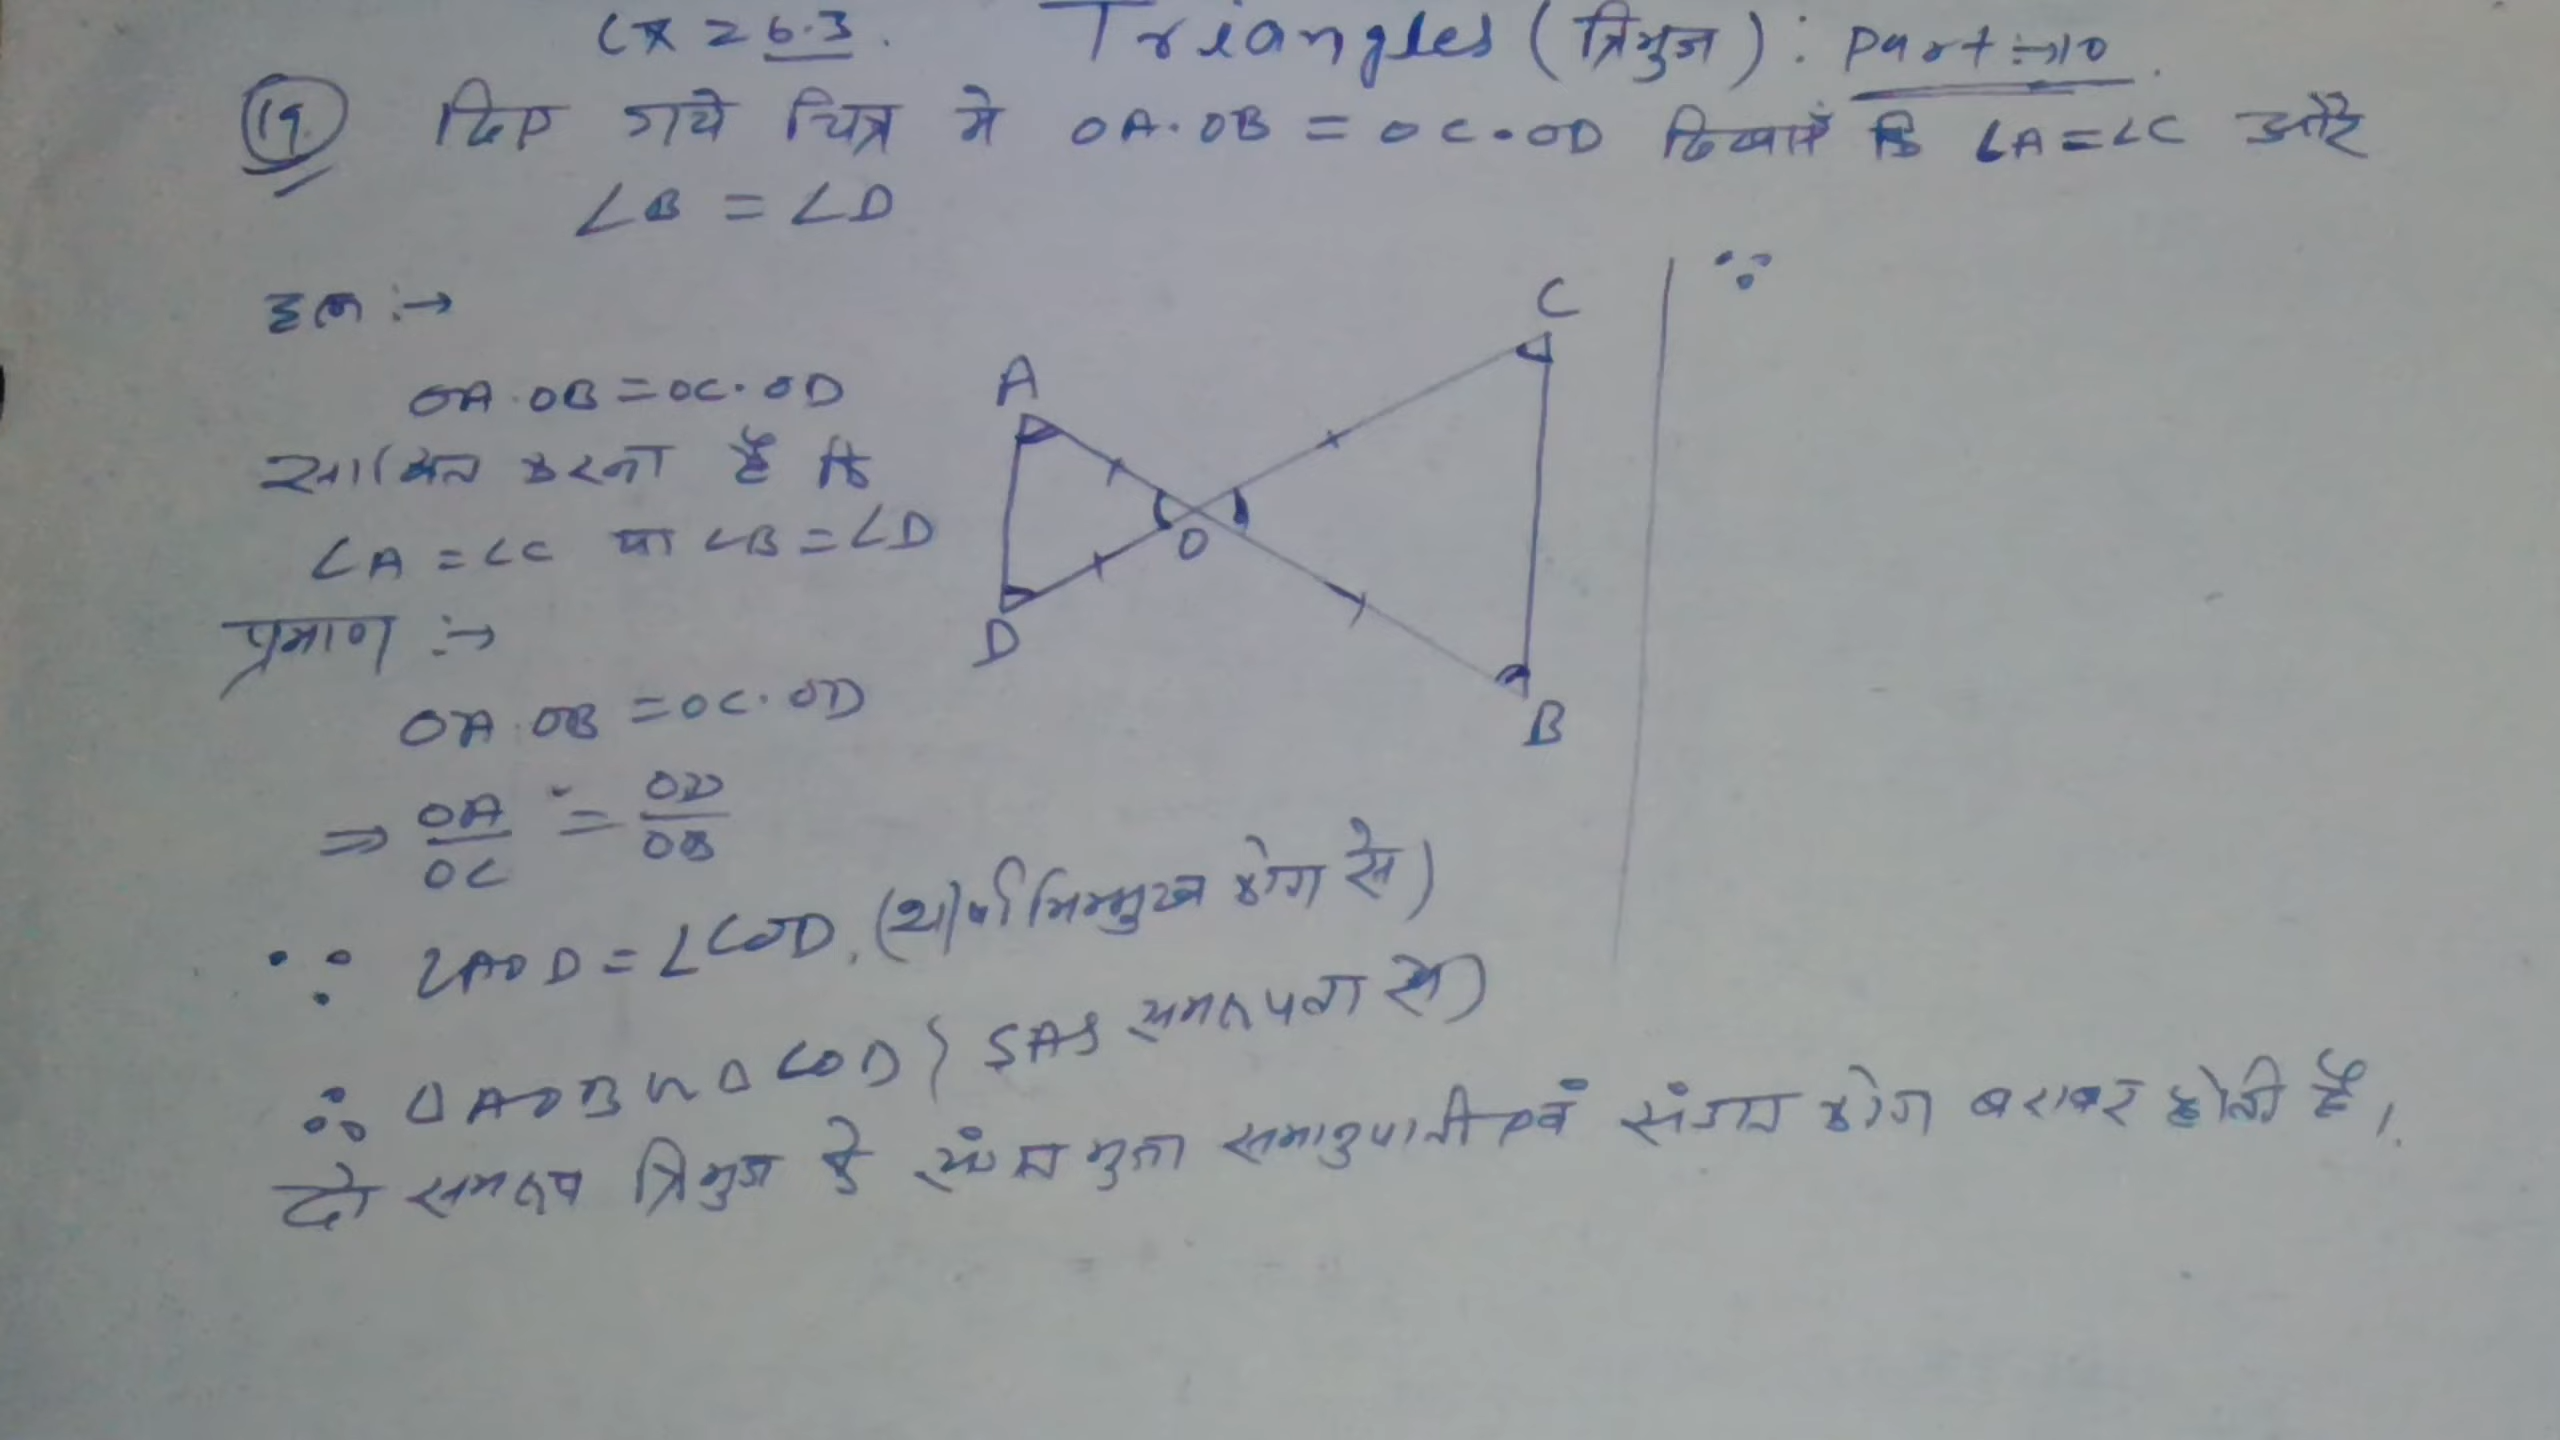 Ex = 6.3. Triangles (त्रिभुज): Part :→ 10.
19. दिए गये चित्र मे OA.OB = OC.OD दिखाएँ कि ∠A=∠C और
∠B = ∠D
हल :→
OA.OB=OC.OD
साबित करना है कि
∠A=∠C या ∠B=∠D
प्रमाण :→
OA.OB=OC.OD
⇒ OA/OC = OD/OB
∵ ∠AOD=∠COD, (शीर्षाभिमुख कोण से)
∴ ΔAOB ~ ΔCOD } SAS समरूपता से)
दो समरूप त्रिभुज के संगत भुजा समानुपाती एवं संगत कोण बराबर होती है।
A
C
O
D
B
∵